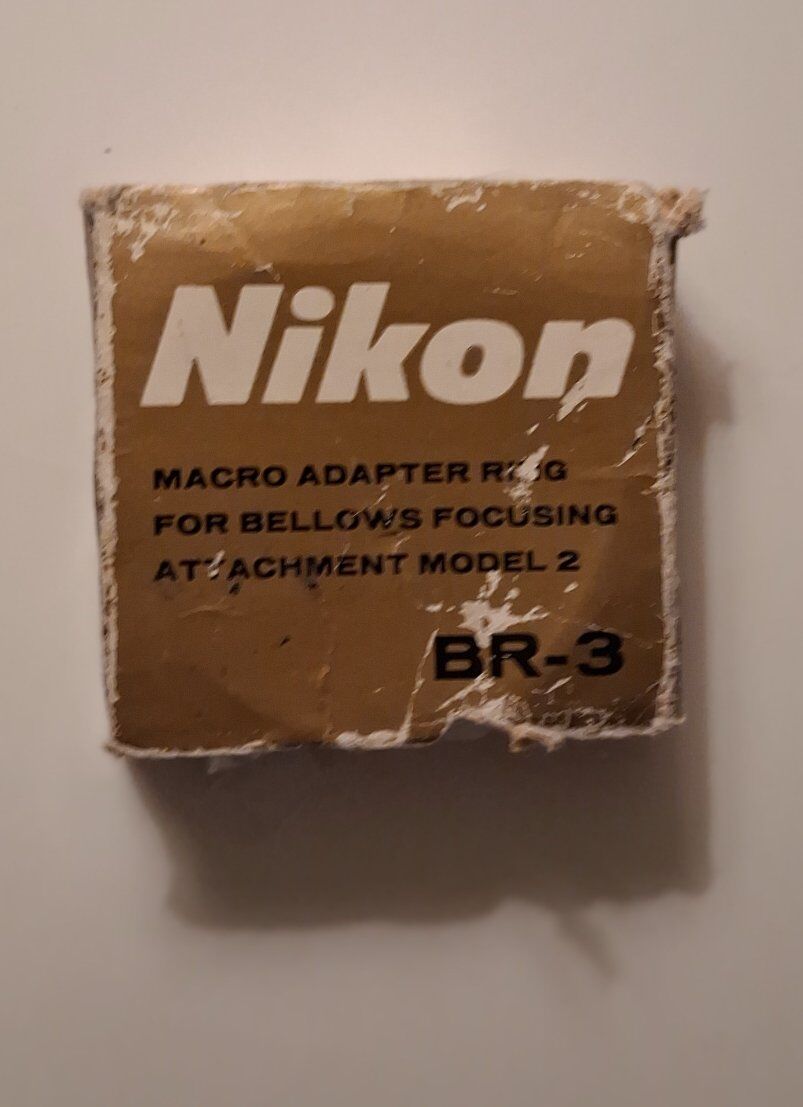 Nikon
MACRO ADAPTER RING
FOR BELLOWS FOCUSING
ATTACHMENT MODEL 2
BR-3